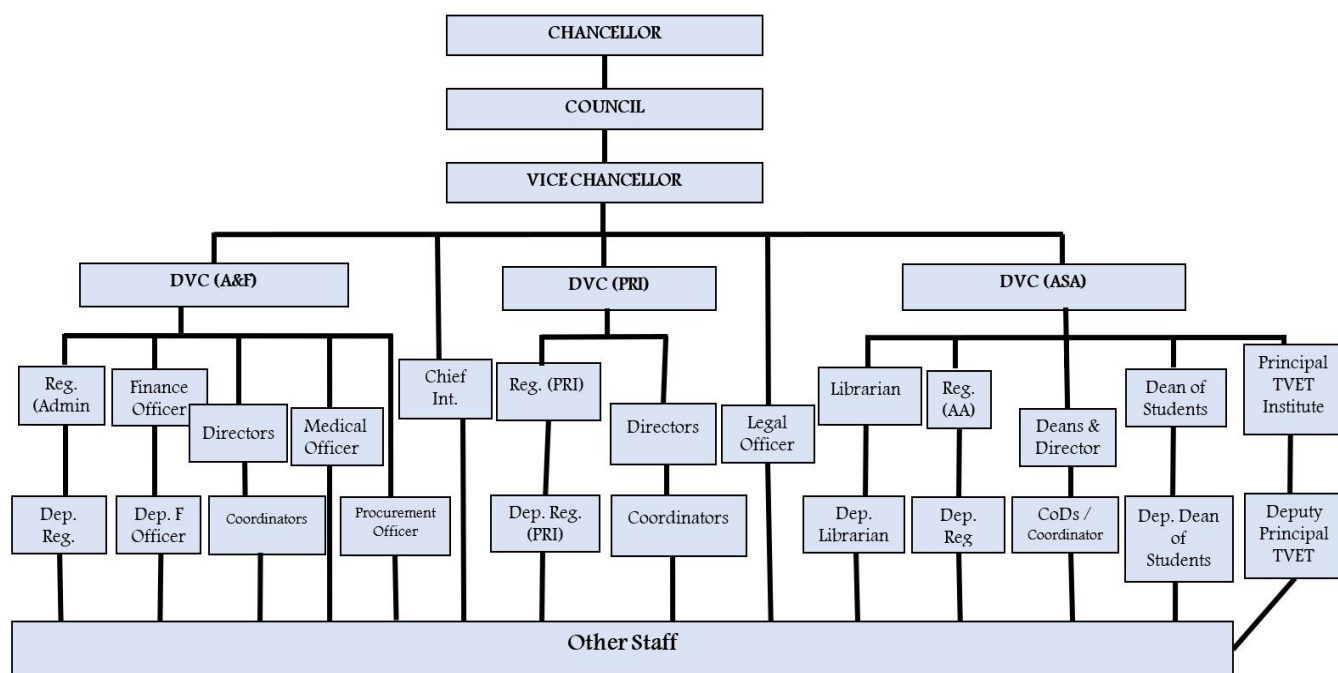 CHANCELLOR
COUNCIL
VICE CHANCELLOR
DVC (A&F)
DVC (PRI)
DVC (ASA)
Reg.
(Admin
Finance
Officer
Directors
Medical
Officer
Chief
Int.
Reg. (PRI)
Directors
Legal
Officer
Librarian
Reg.
(AA)
Deans &
Director
Dean of
Students
Principal
TVET
Institute
Dep.
Reg.
Dep. F
Officer
Coordinators
Procurement
Officer
Dep. Reg.
(PRI)
Coordinators
Dep.
Librarian
Dep.
Reg
CoDs /
Coordinator
Dep. Dean
of
Students
Deputy
Principal
TVET
Other Staff